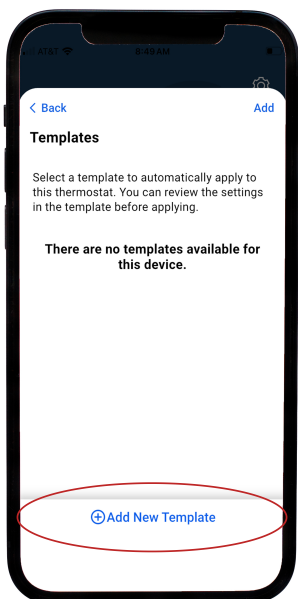 AT&T 8:49 AM
Back Add
Templates
Select a template to automatically apply to
this thermostat. You can review the settings
in the template before applying.
There are no templates available for
this device.
Add New Template